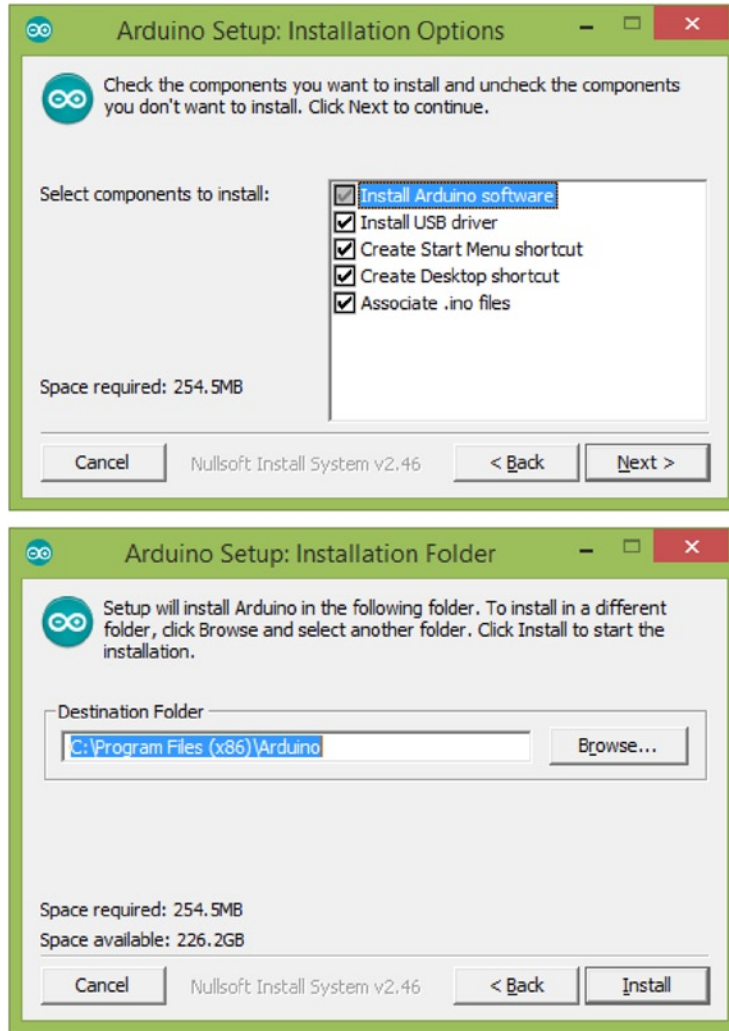 Arduino Setup: Installation Options
Check the components you want to install and uncheck the components
you don't want to install. Click Next to continue.
Select components to install:
Install Arduino software
Install USB driver
Create Start Menu shortcut
Create Desktop shortcut
Associate .ino files
Space required: 254.5MB
Cancel Nullsoft Install System v2.46 < Back Next >
Arduino Setup: Installation Folder
Setup will install Arduino in the following folder. To install in a different
folder, click Browse and select another folder. Click Install to start the
installation.
Destination Folder
C:\Program Files (x86)\Arduino Browse...
Space required: 254.5MB
Space available: 226.2GB
Cancel Nullsoft Install System v2.46 < Back Install